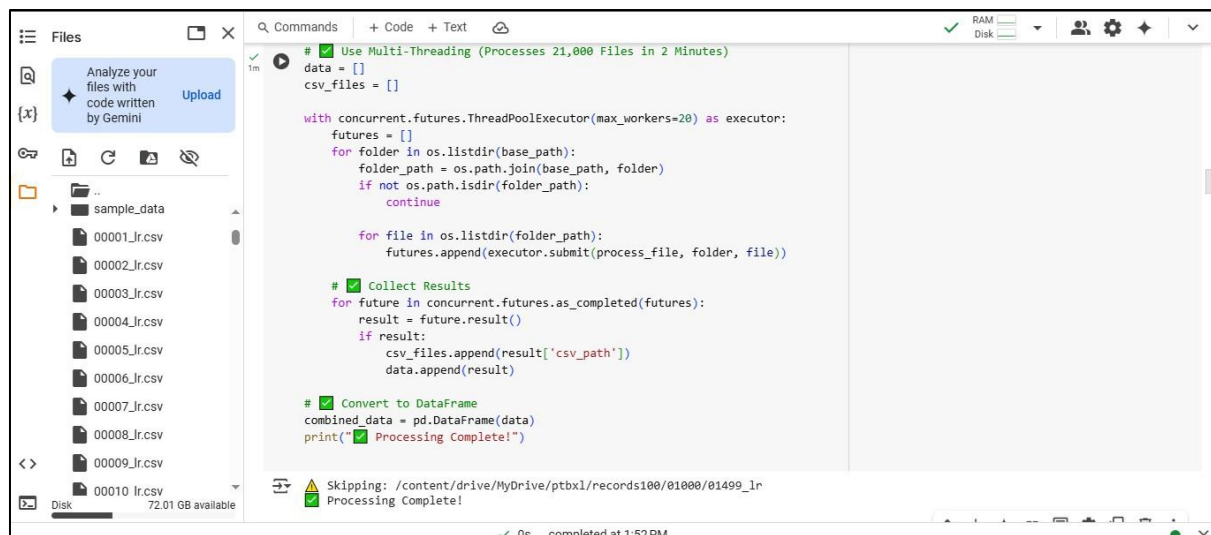 Files
Analyze your
files with
code written
by Gemini
Upload
{x}
..
sample_data
00001_lr.csv
00002_lr.csv
00003_lr.csv
00004_lr.csv
00005_lr.csv
00006_lr.csv
00007_lr.csv
00008_lr.csv
00009_lr.csv
00010_lr.csv
Disk 72.01 GB available
Commands + Code + Text
RAM
Disk
1m
# ✅ Use Multi-Threading (Processes 21,000 Files in 2 Minutes)
data = []
csv_files = []
with concurrent.futures.ThreadPoolExecutor(max_workers=20) as executor:
    futures = []
    for folder in os.listdir(base_path):
        folder_path = os.path.join(base_path, folder)
        if not os.path.isdir(folder_path):
            continue
        for file in os.listdir(folder_path):
            futures.append(executor.submit(process_file, folder, file))
    # ✅ Collect Results
    for future in concurrent.futures.as_completed(futures):
        result = future.result()
        if result:
            csv_files.append(result['csv_path'])
            data.append(result)
# ✅ Convert to DataFrame
combined_data = pd.DataFrame(data)
print("✅ Processing Complete!")
⚠️ Skipping: /content/drive/MyDrive/ptbxl/records100/01000/01499_lr
✅ Processing Complete!
✓ 0s completed at 1:52 PM